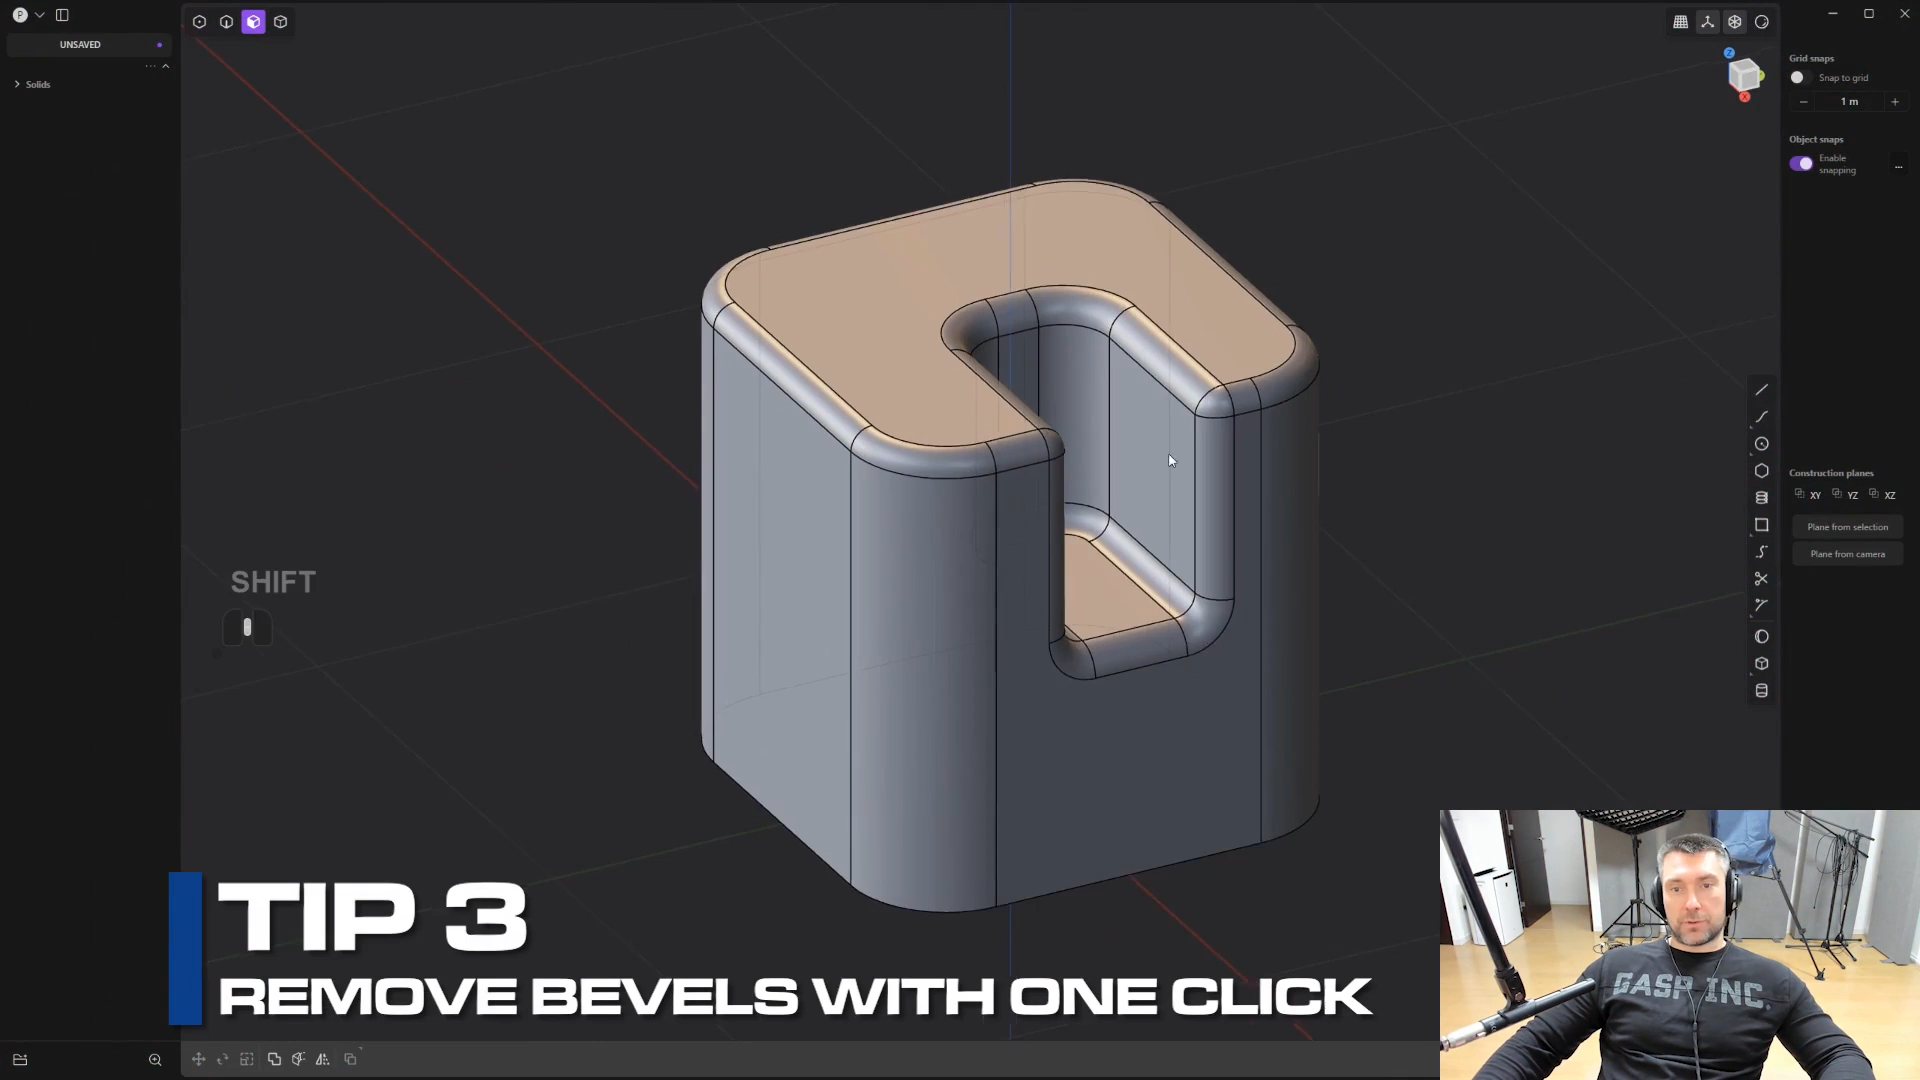 P
UNSAVED
Solids
Grid snaps
Snap to grid
1 m
Object snaps
Enable
snapping
Z
X
Construction planes
XY YZ XZ
Plane from selection
Plane from camera
SHIFT
TIP 3
REMOVE BEVELS WITH ONE CLICK
GASP INC.